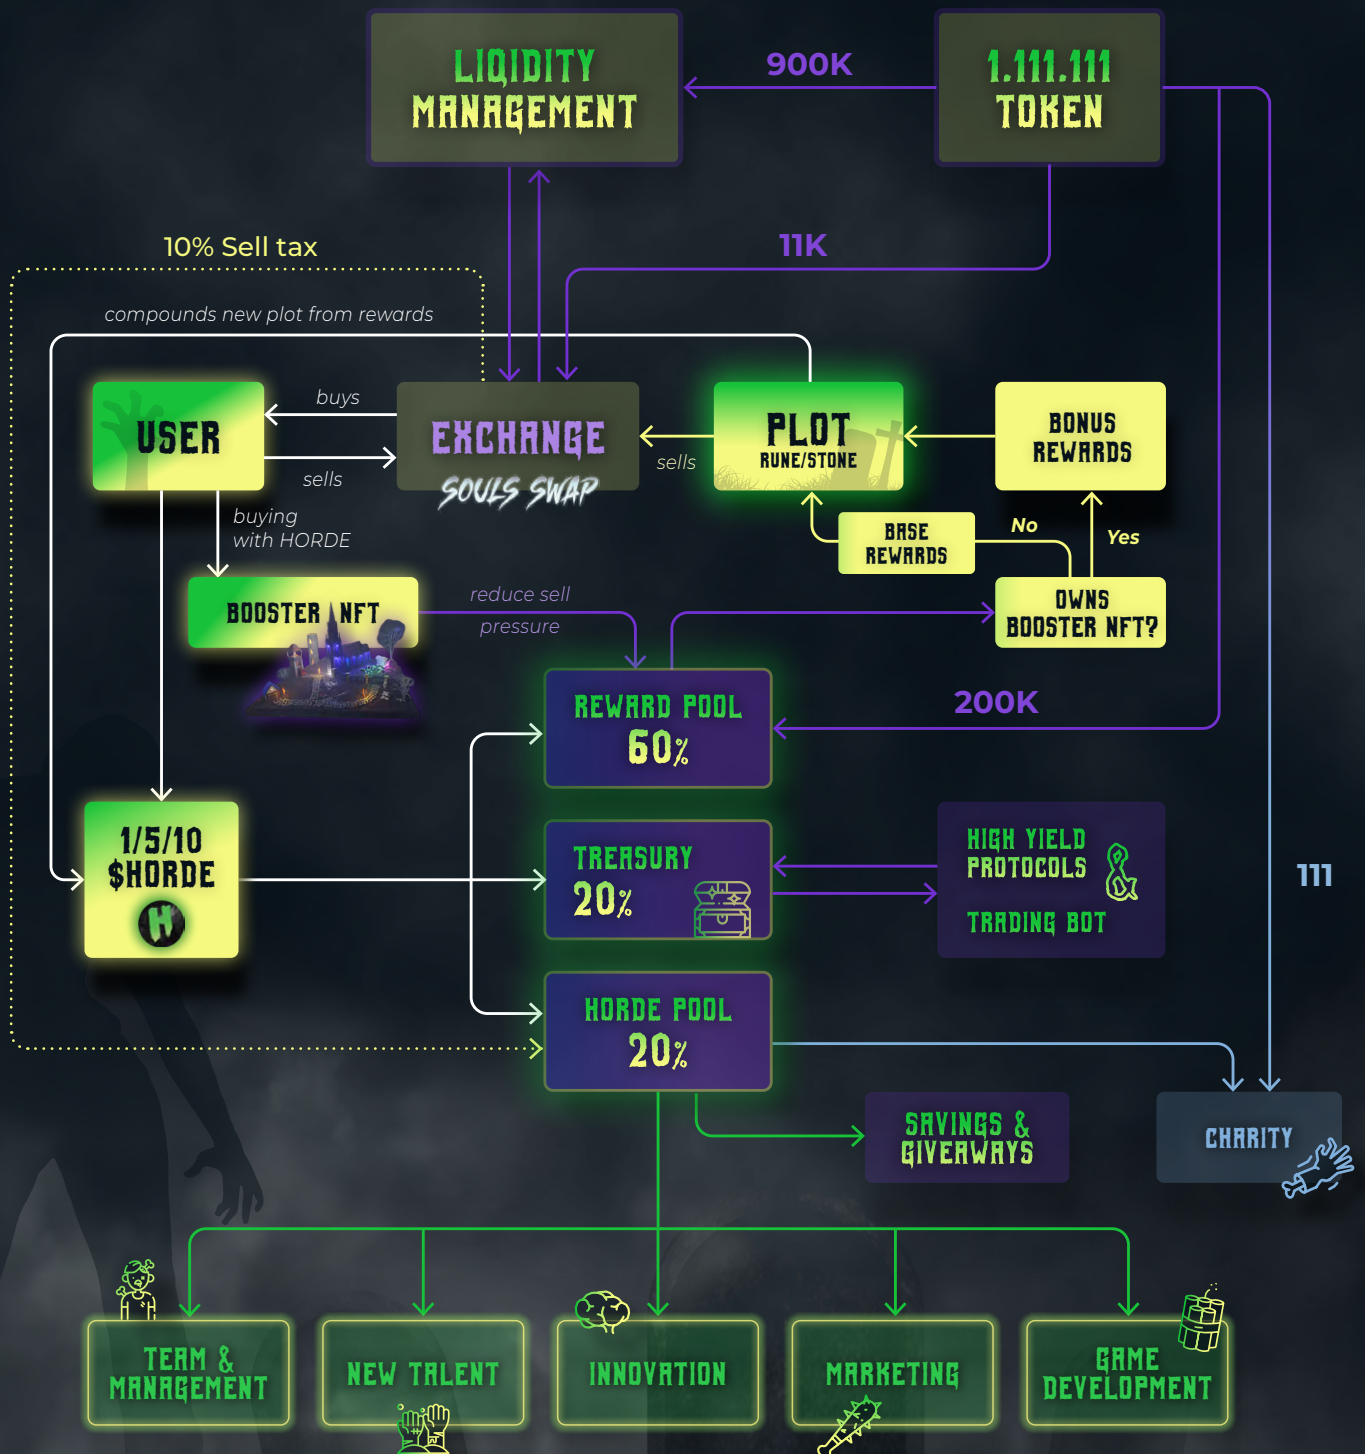 LIQIDITY
MANAGEMENT
900K
1.111.111
TOKEN
10% Sell tax
11K
compounds new plot from rewards
USER
buys
sells
EXCHANGE
SOULS SWAP
sells
PLOT
RUNE/STONE
BONUS
REWARDS
buying
with HORDE
BASE
REWARDS
No
Yes
BOOSTER NFT
reduce sell
pressure
OWNS
BOOSTER NFT?
REWARD POOL
60%
200K
1/5/10
$HORDE
H
TREASURY
20%
HIGH YIELD
PROTOCOLS
&
TRADING BOT
111
HORDE POOL
20%
SAVINGS &
GIVEAWAYS
CHARITY
TEAM &
MANAGEMENT
NEW TALENT
INNOVATION
MARKETING
GAME
DEVELOPMENT